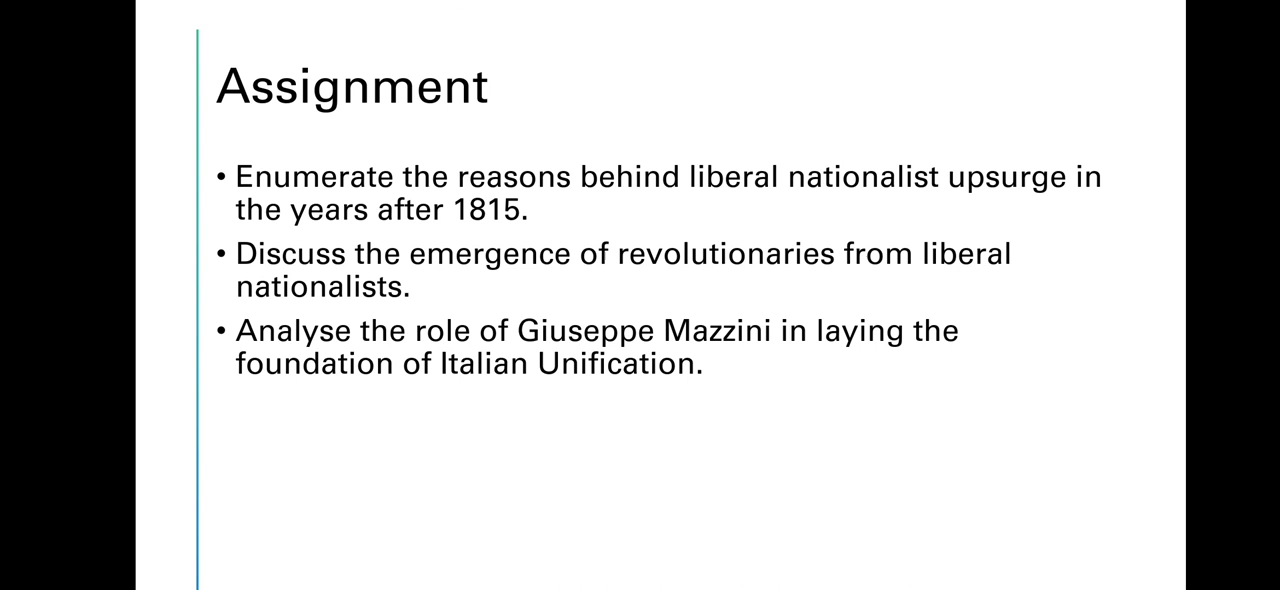 Assignment
• Enumerate the reasons behind liberal nationalist upsurge in
the years after 1815.
• Discuss the emergence of revolutionaries from liberal
nationalists.
• Analyse the role of Giuseppe Mazzini in laying the
foundation of Italian Unification.